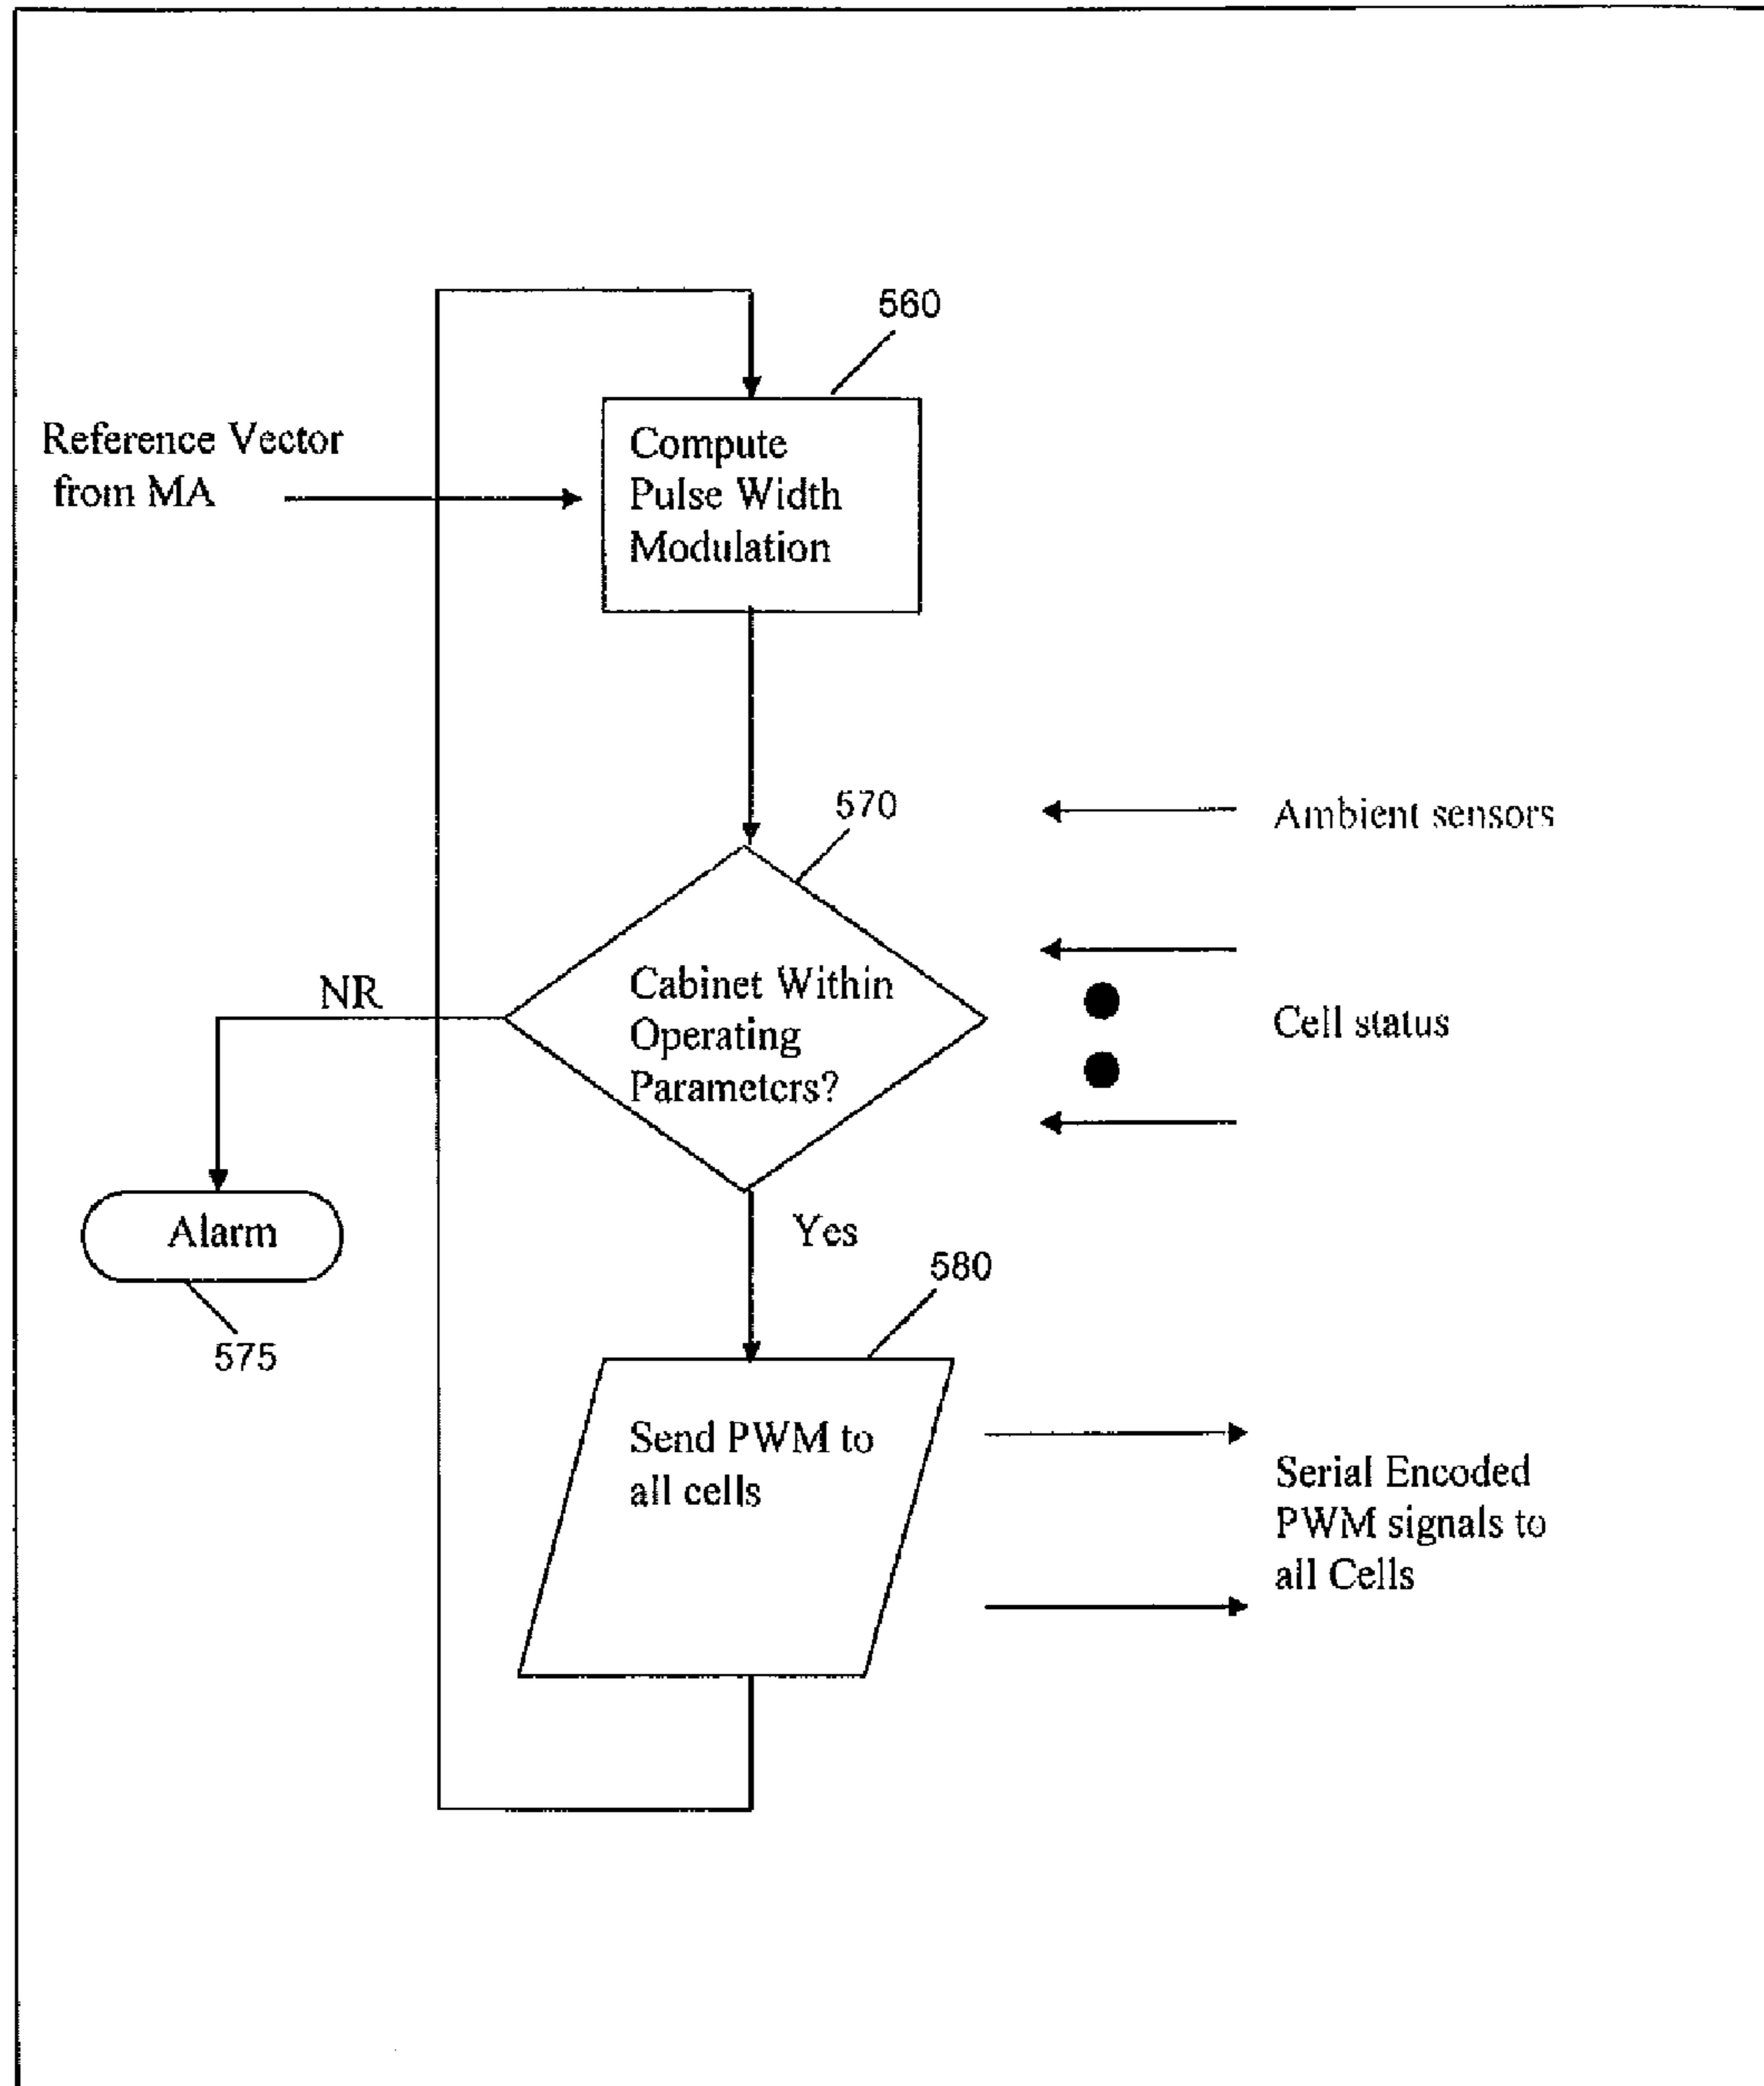 560
Reference Vector
from MA
Compute
Pulse Width
Modulation
570
Ambient sensors
NR
Cabinet Within
Operating
Parameters?
Cell status
Alarm
575
Yes
580
Send PWM to
all cells
Serial Encoded
PWM signals to
all Cells